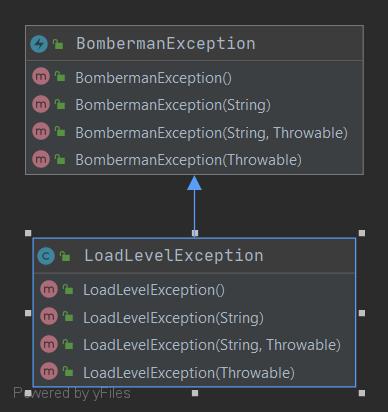 BombermanException
m BombermanException()
m BombermanException(String)
m BombermanException(String, Throwable)
m BombermanException(Throwable)
C LoadLevelException
m LoadLevelException()
m LoadLevelException(String)
m LoadLevelException(String, Throwable)
m LoadLevelException(Throwable)
Powered by yFiles